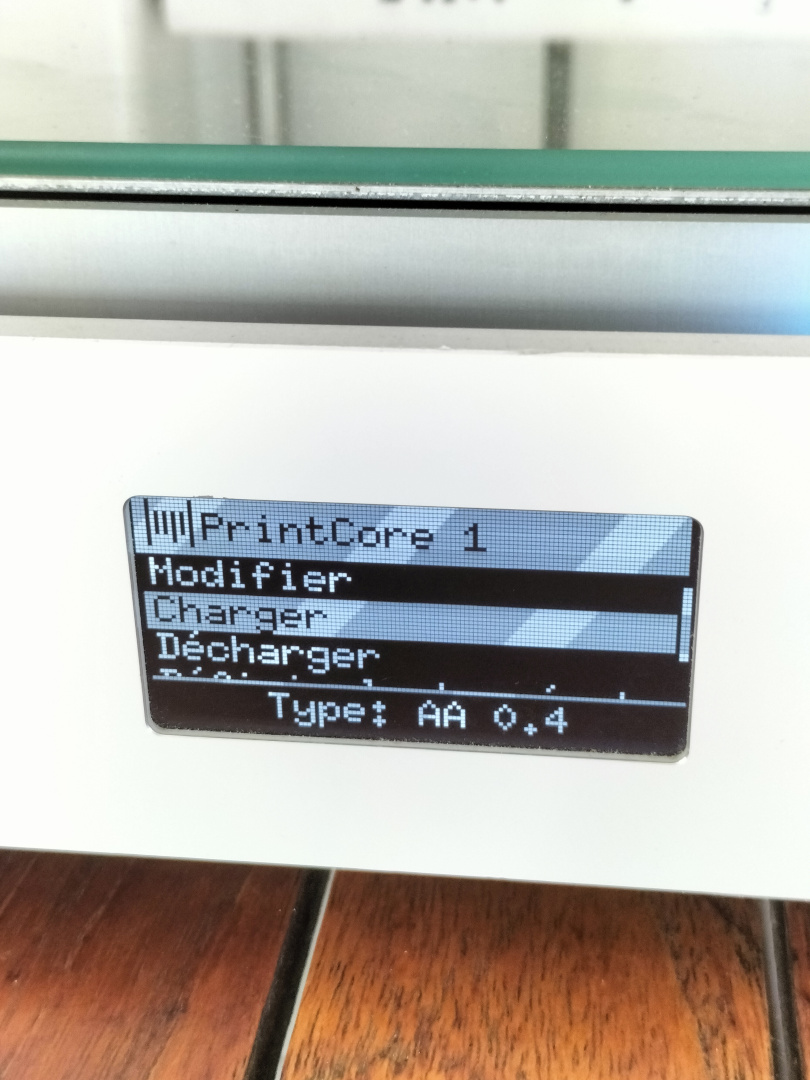 PrintCore 1
Modifier
Charger
Décharger
Type: AA 0.4